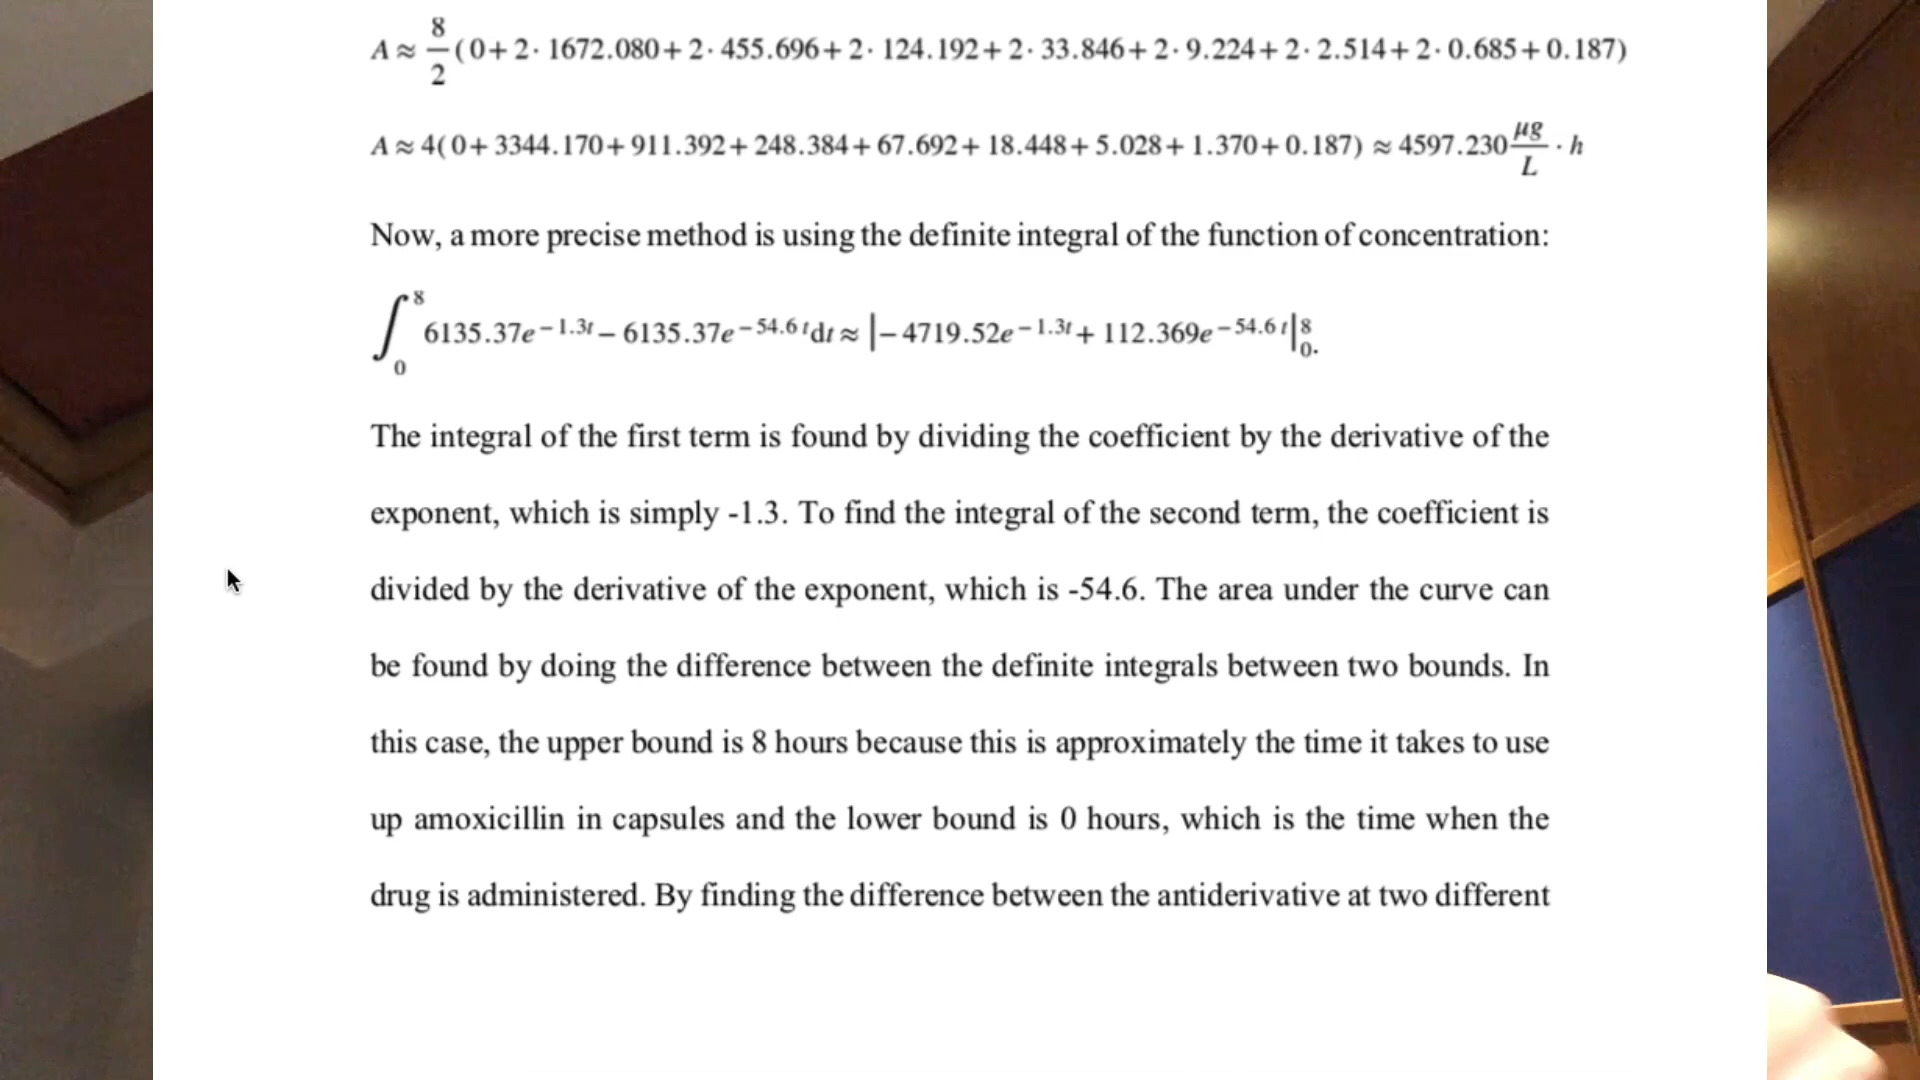 A ≈ 8/2 (0+2· 1672.080+2· 455.696+2· 124.192+2· 33.846+2· 9.224+2· 2.514+2· 0.685+0.187)
A ≈ 4(0+3344.170+911.392+248.384+67.692+18.448+5.028+1.370+0.187) ≈ 4597.230 μg/L · h
Now, a more precise method is using the definite integral of the function of concentration:
∫₀⁸ 6135.37e^−1.3t − 6135.37e^−54.6t dt ≈ |−4719.52e^−1.3t + 112.369e^−54.6t|₀⁸.
The integral of the first term is found by dividing the coefficient by the derivative of the
exponent, which is simply -1.3. To find the integral of the second term, the coefficient is
divided by the derivative of the exponent, which is -54.6. The area under the curve can
be found by doing the difference between the definite integrals between two bounds. In
this case, the upper bound is 8 hours because this is approximately the time it takes to use
up amoxicillin in capsules and the lower bound is 0 hours, which is the time when the
drug is administered. By finding the difference between the antiderivative at two different